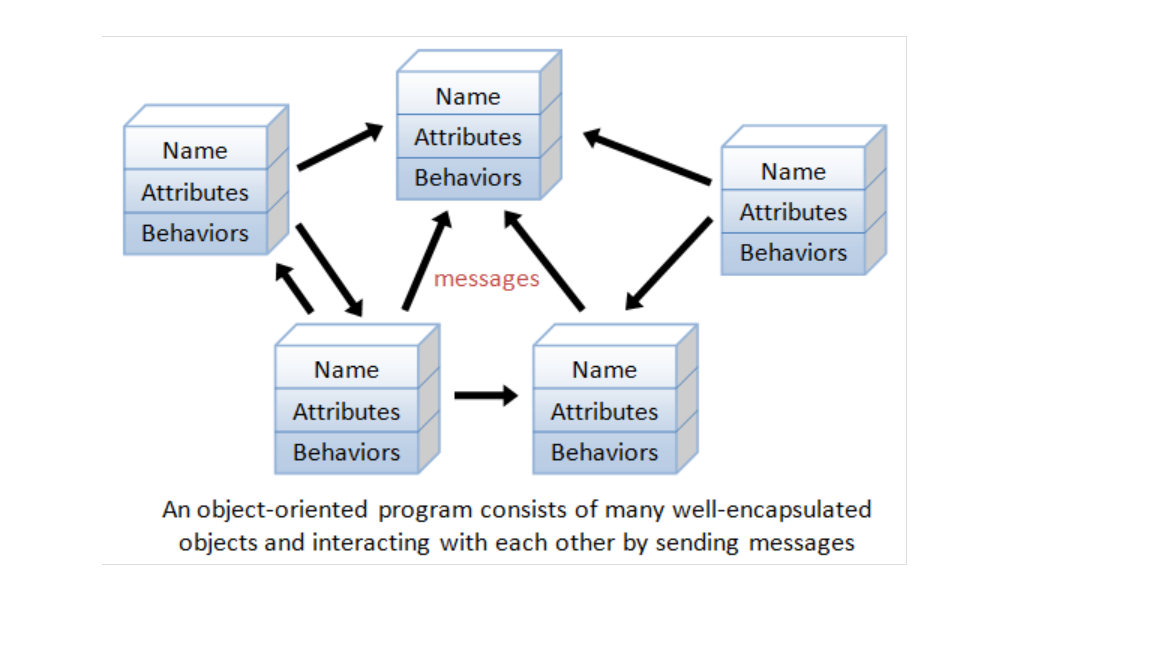 Name
Attributes
Behaviors
Name
Attributes
Behaviors
Name
Attributes
Behaviors
messages
Name
Attributes
Behaviors
Name
Attributes
Behaviors
An object-oriented program consists of many well-encapsulated
objects and interacting with each other by sending messages